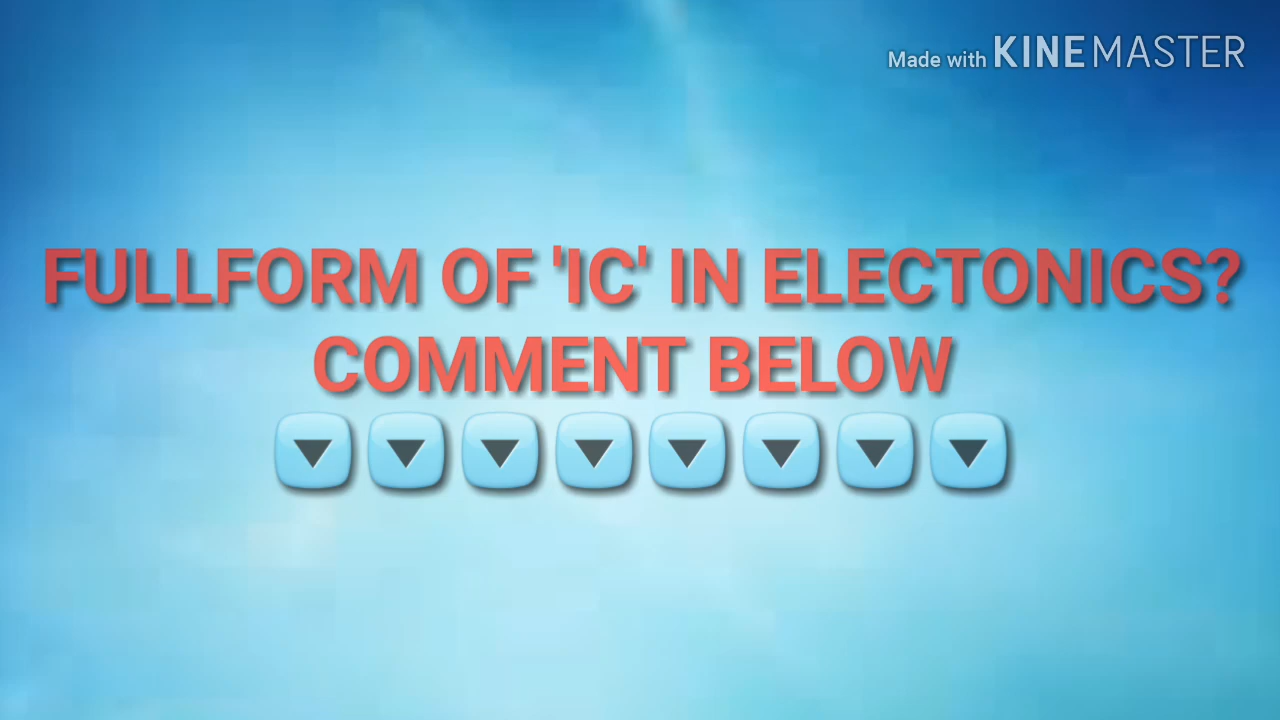 Made with KINEMASTER
FULLFORM OF 'IC' IN ELECTONICS?
COMMENT BELOW